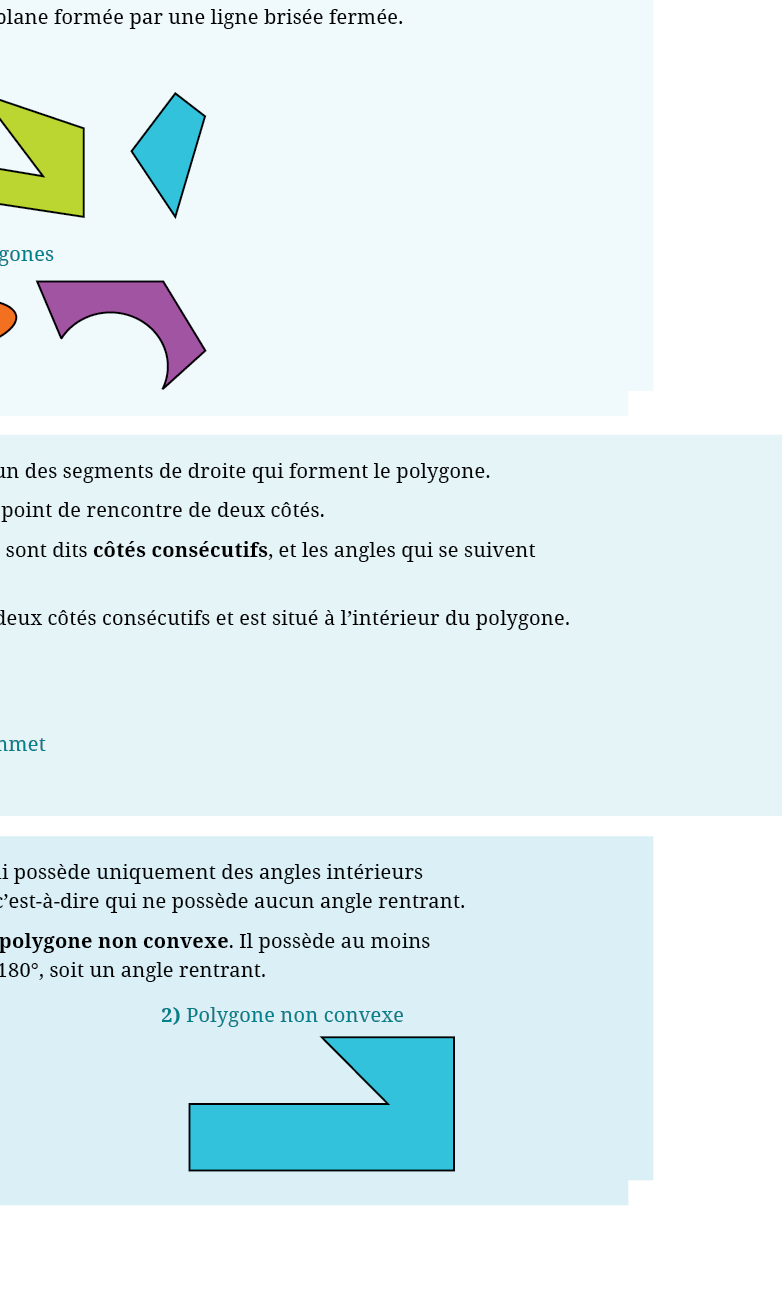 plane formée par une ligne brisée fermée.
gones
un des segments de droite qui forment le polygone.
point de rencontre de deux côtés.
sont dits côtés consécutifs, et les angles qui se suivent
deux côtés consécutifs et est situé à l’intérieur du polygone.
mmet
i possède uniquement des angles intérieurs
c’est-à-dire qui ne possède aucun angle rentrant.
polygone non convexe. Il possède au moins
180°, soit un angle rentrant.
2) Polygone non convexe